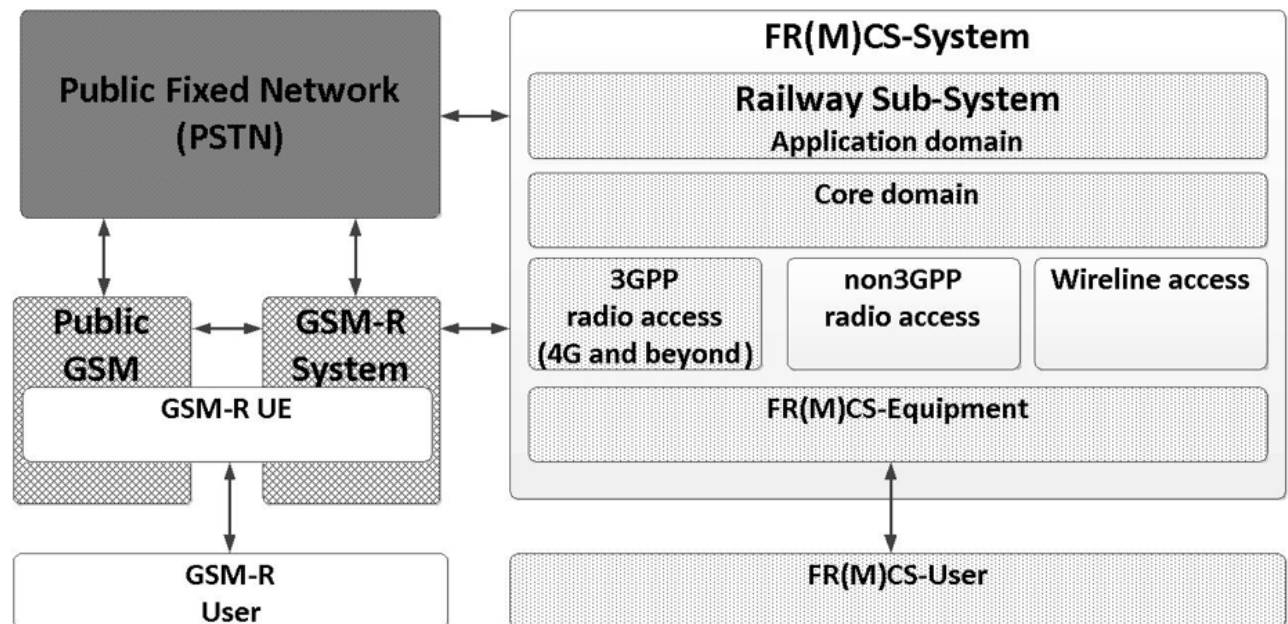 Public Fixed Network
(PSTN)
FR(M)CS-System
Railway Sub-System
Application domain
Core domain
3GPP
radio access
(4G and beyond)
non3GPP
radio access
Wireline access
Public
GSM
GSM-R
System
GSM-R UE
FR(M)CS-Equipment
GSM-R
User
FR(M)CS-User